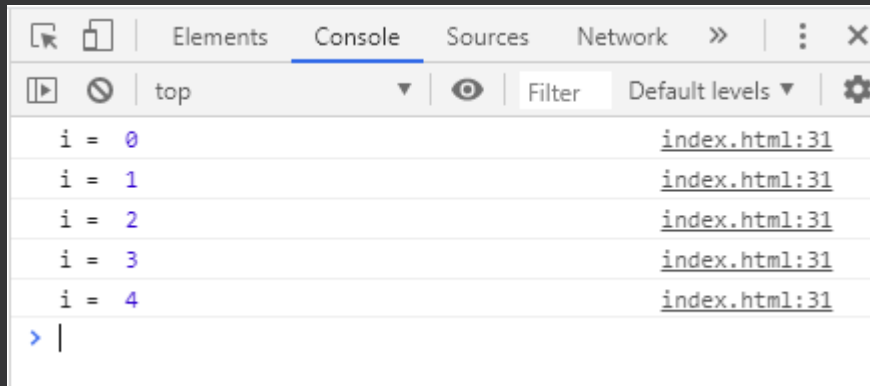 Elements Console Sources Network »
top Filter Default levels
i = 0 index.html:31
i = 1 index.html:31
i = 2 index.html:31
i = 3 index.html:31
i = 4 index.html:31
>